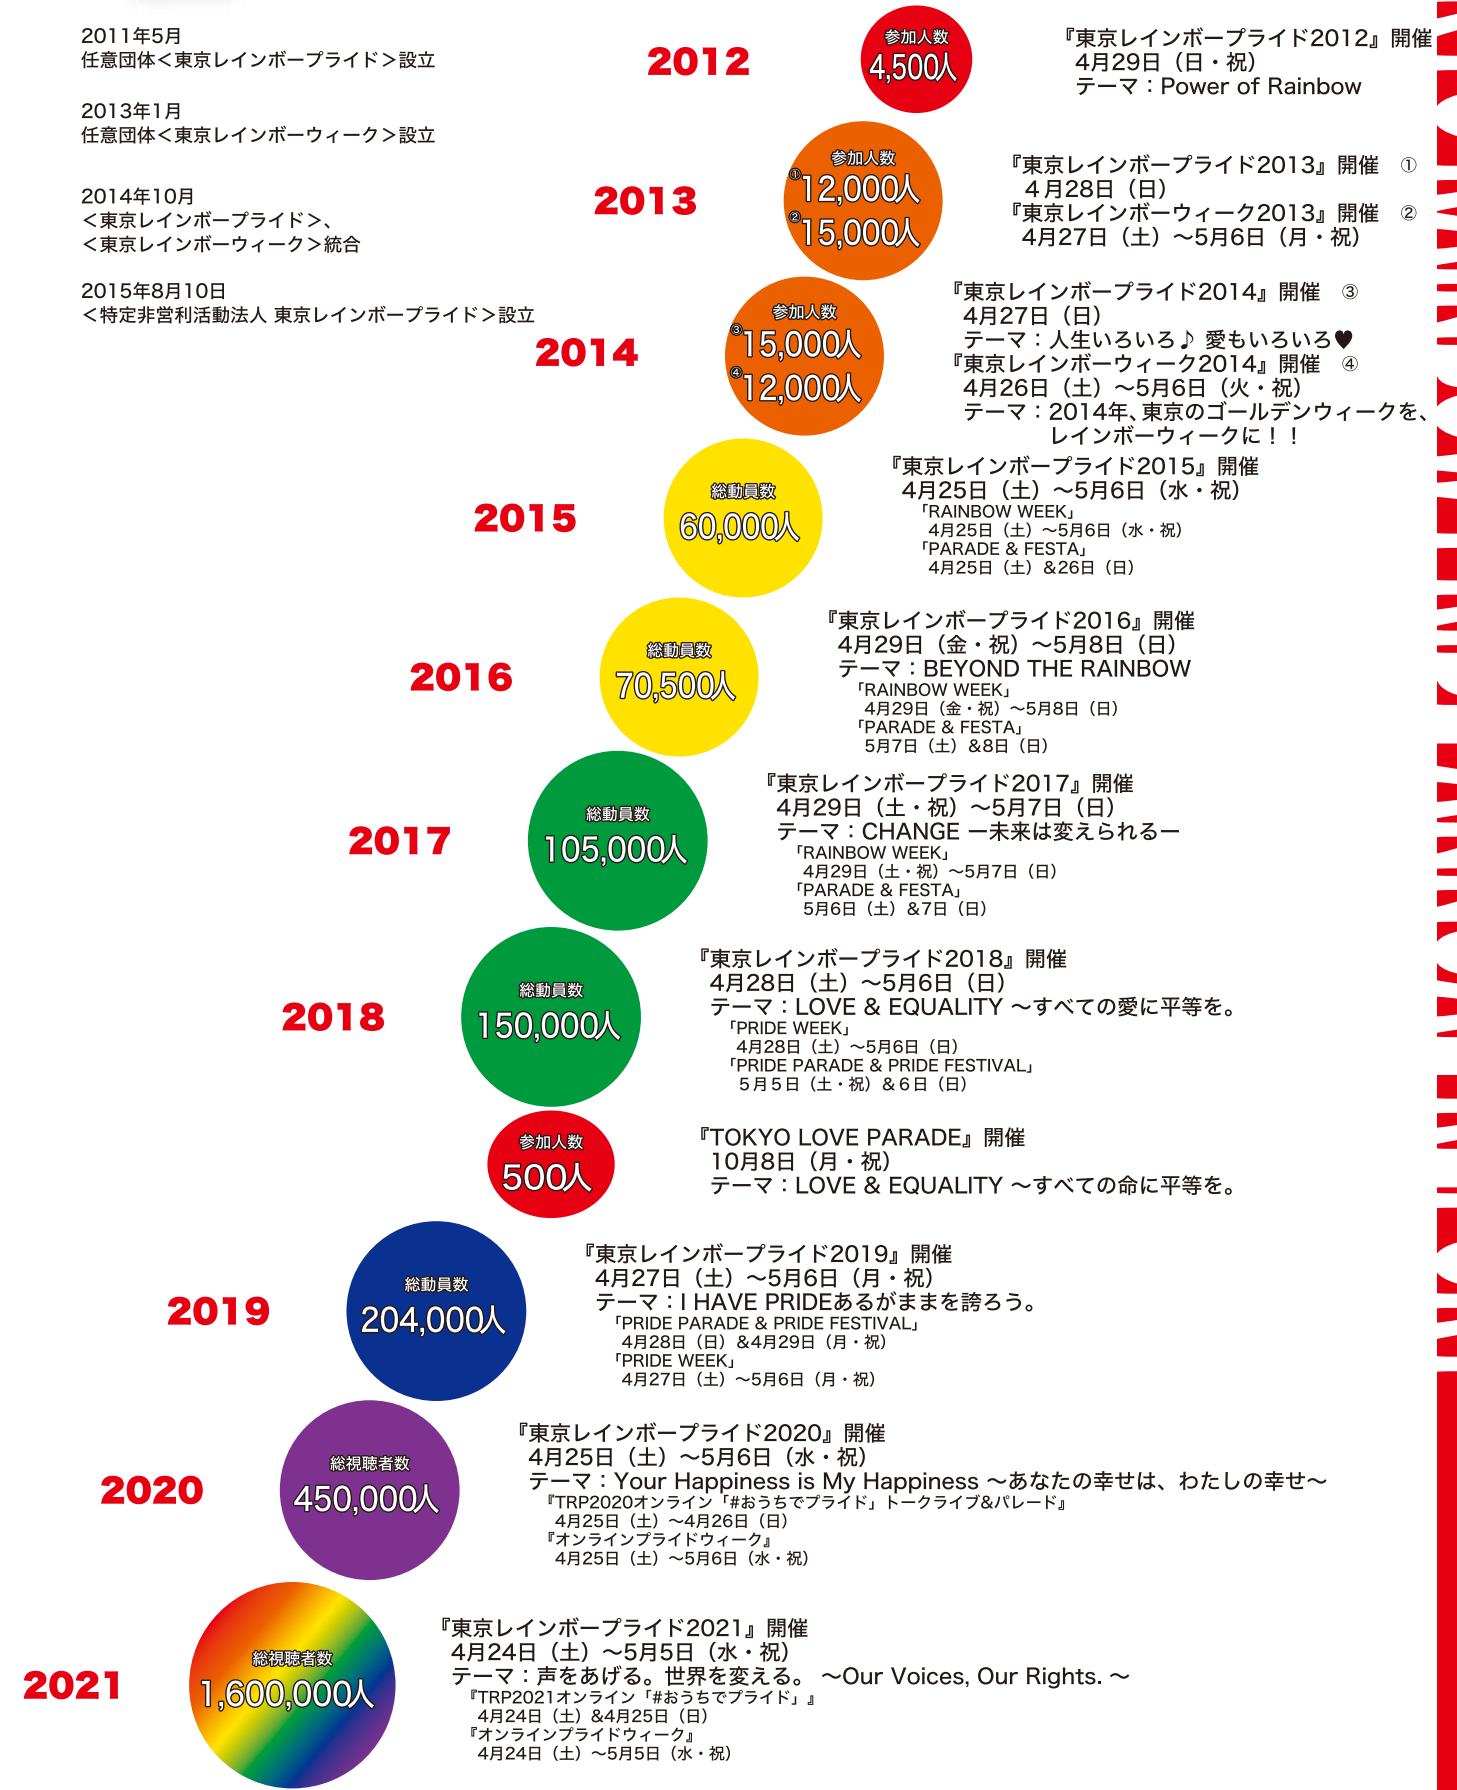 2011年5月
任意団体<東京レインボープライド>設立
2013年1月
任意団体<東京レインボーウィーク>設立
2014年10月
<東京レインボープライド>、
<東京レインボーウィーク>統合
2015年8月10日
<特定非営利活動法人 東京レインボープライド>設立
2012
参加人数
4,500人
『東京レインボープライド2012』開催
4月29日（日・祝）
テーマ：Power of Rainbow
2013
参加人数
①12,000人
②15,000人
『東京レインボープライド2013』開催　①
４月28日（日）
『東京レインボーウィーク2013』開催　②
4月27日（土）〜5月6日（月・祝）
2014
参加人数
③15,000人
④12,000人
『東京レインボープライド2014』開催　③
4月27日（日）
テーマ：人生いろいろ♪ 愛もいろいろ♥
『東京レインボーウィーク2014』開催　④
4月26日（土）〜5月6日（火・祝）
テーマ：2014年、東京のゴールデンウィークを、
レインボーウィークに！！
2015
総動員数
60,000人
『東京レインボープライド2015』開催
4月25日（土）〜5月6日（水・祝）
「RAINBOW WEEK」
4月25日（土）〜5月6日（水・祝）
「PARADE & FESTA」
4月25日（土）＆26日（日）
2016
総動員数
70,500人
『東京レインボープライド2016』開催
4月29日（金・祝）〜5月8日（日）
テーマ：BEYOND THE RAINBOW
「RAINBOW WEEK」
4月29日（金・祝）〜5月8日（日）
「PARADE & FESTA」
5月7日（土）＆8日（日）
2017
総動員数
105,000人
『東京レインボープライド2017』開催
4月29日（土・祝）〜5月7日（日）
テーマ：CHANGE ー未来は変えられるー
「RAINBOW WEEK」
4月29日（土・祝）〜5月7日（日）
「PARADE & FESTA」
5月6日（土）＆7日（日）
2018
総動員数
150,000人
『東京レインボープライド2018』開催
4月28日（土）〜5月6日（日）
テーマ：LOVE & EQUALITY 〜すべての愛に平等を。
「PRIDE WEEK」
4月28日（土）〜5月6日（日）
「PRIDE PARADE & PRIDE FESTIVAL」
５月５日（土・祝）＆６日（日）
参加人数
500人
『TOKYO LOVE PARADE』開催
10月8日（月・祝）
テーマ：LOVE & EQUALITY 〜すべての命に平等を。
2019
総動員数
204,000人
『東京レインボープライド2019』開催
4月27日（土）〜5月6日（月・祝）
テーマ：I HAVE PRIDEあるがままを誇ろう。
「PRIDE PARADE & PRIDE FESTIVAL」
4月28日（日）＆4月29日（月・祝）
「PRIDE WEEK」
4月27日（土）〜5月6日（月・祝）
2020
総視聴者数
450,000人
『東京レインボープライド2020』開催
4月25日（土）〜5月6日（水・祝）
テーマ：Your Happiness is My Happiness 〜あなたの幸せは、わたしの幸せ〜
『TRP2020オンライン「#おうちでプライド」トークライブ&パレード』
4月25日（土）〜4月26日（日）
『オンラインプライドウィーク』
4月25日（土）〜5月6日（水・祝）
2021
総視聴者数
1,600,000人
『東京レインボープライド2021』開催
4月24日（土）〜5月5日（水・祝）
テーマ：声をあげる。世界を変える。 〜Our Voices, Our Rights. 〜
『TRP2021オンライン「#おうちでプライド」』
4月24日（土）&4月25日（日）
『オンラインプライドウィーク』
4月24日（土）〜5月5日（水・祝）